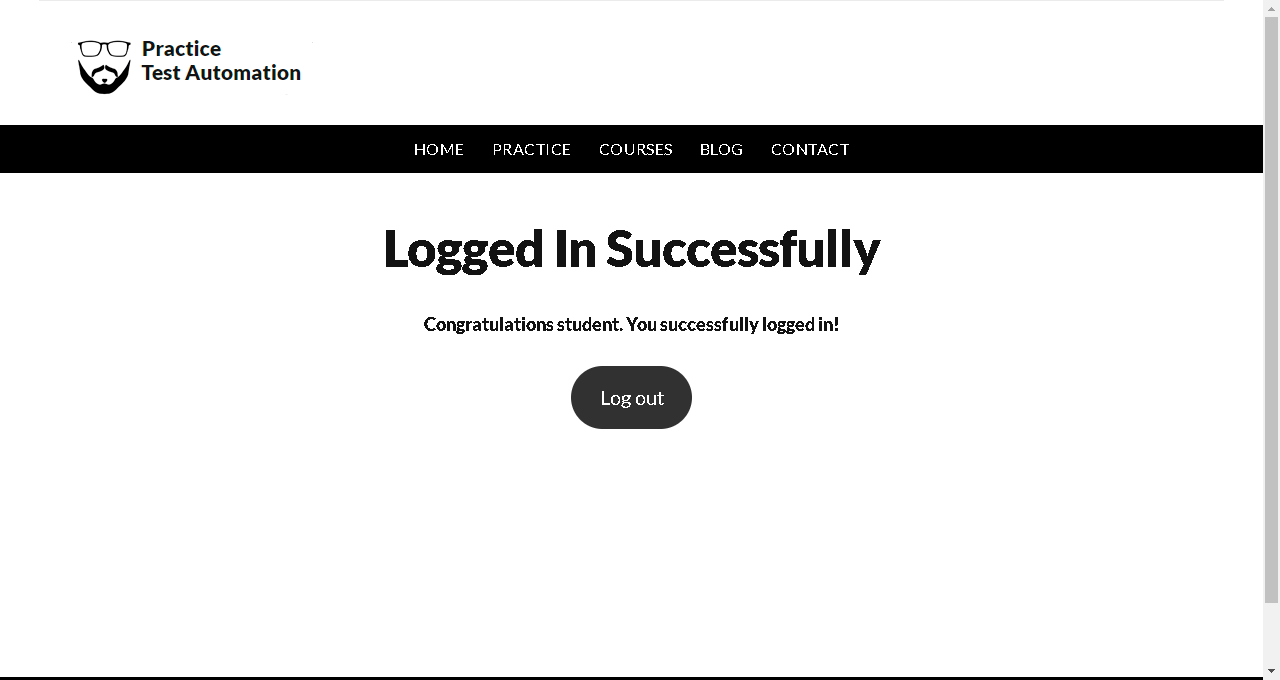 Practice
Test Automation
HOME PRACTICE COURSES BLOG CONTACT
Logged In Successfully
Congratulations student. You successfully logged in!
Log out